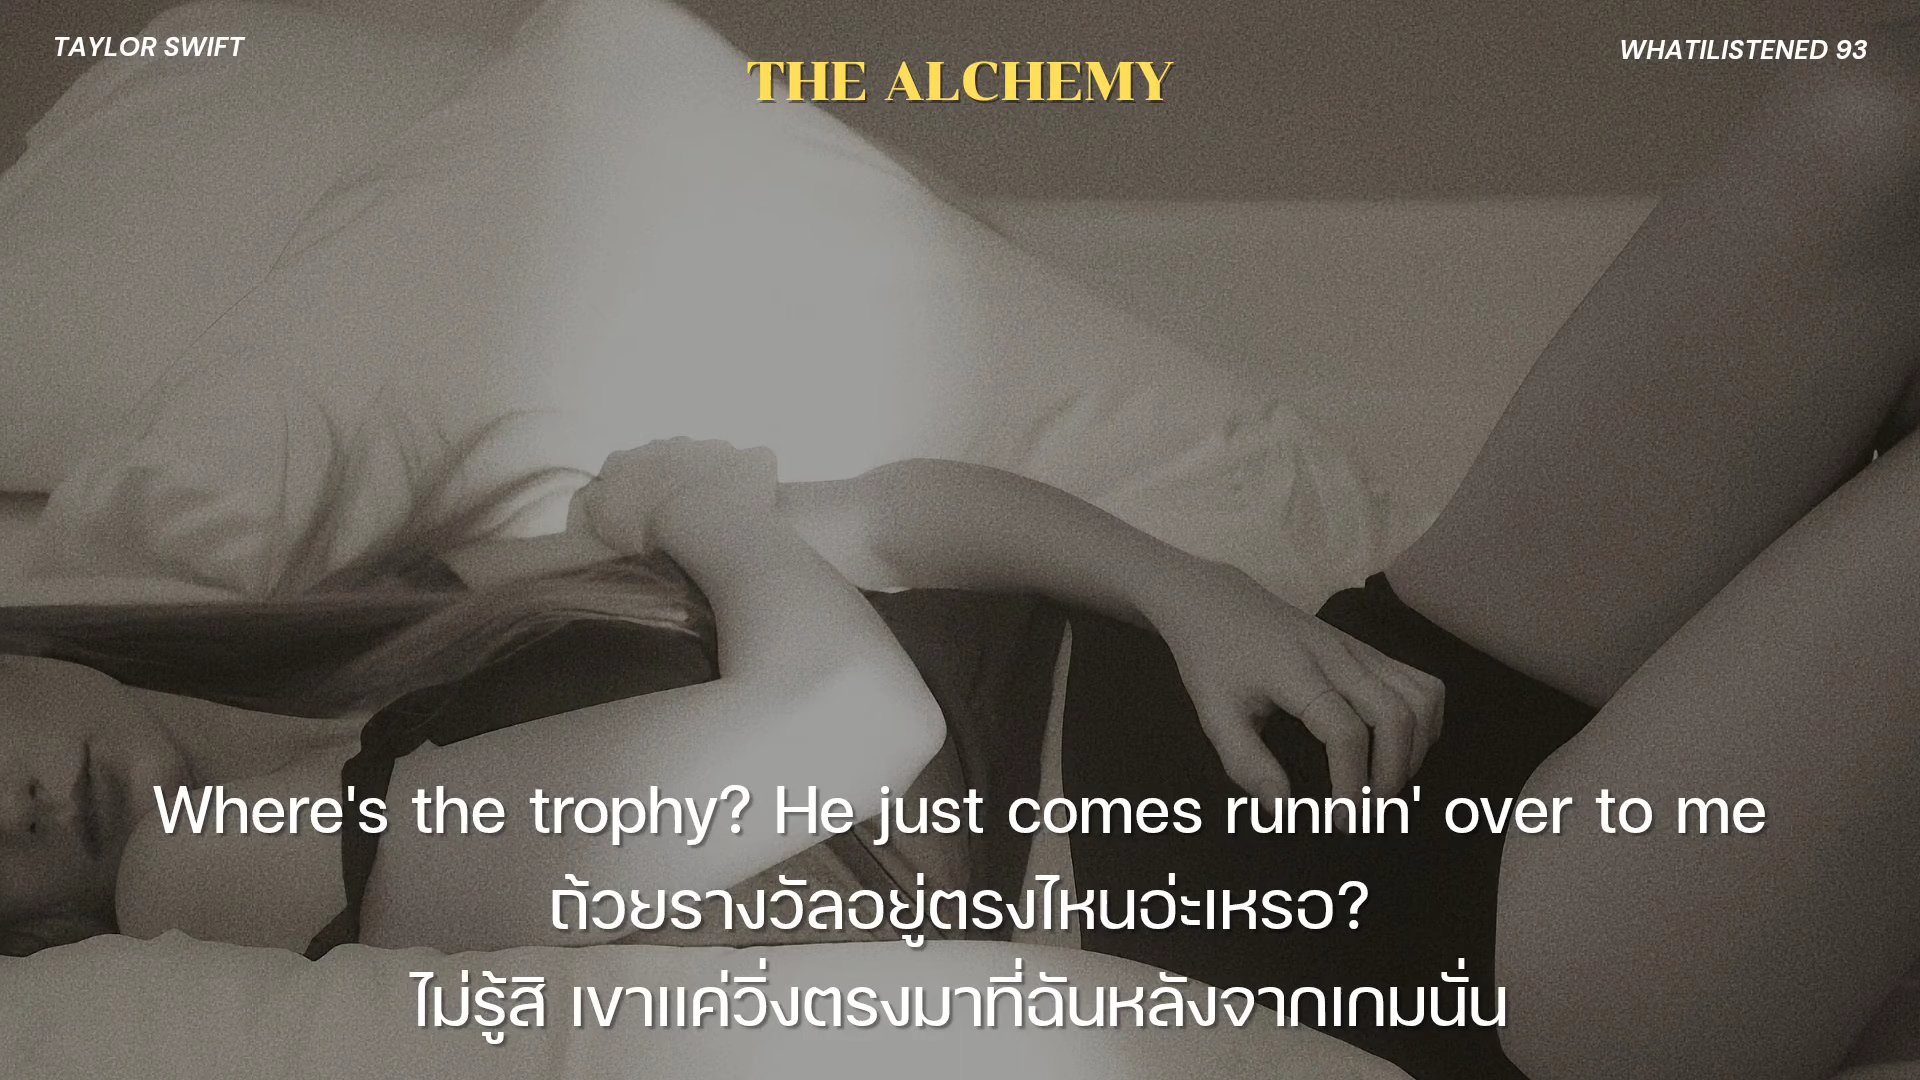 TAYLOR SWIFT
THE ALCHEMY
WHATILISTENED 93
Where's the trophy? He just comes runnin' over to me
ถ้วยรางวัลอยู่ตรงไหนอ่ะเหรอ?
ไม่รู้สิ เขาแค่วิ่งตรงมาที่ฉันหลังจากเกมนั่น